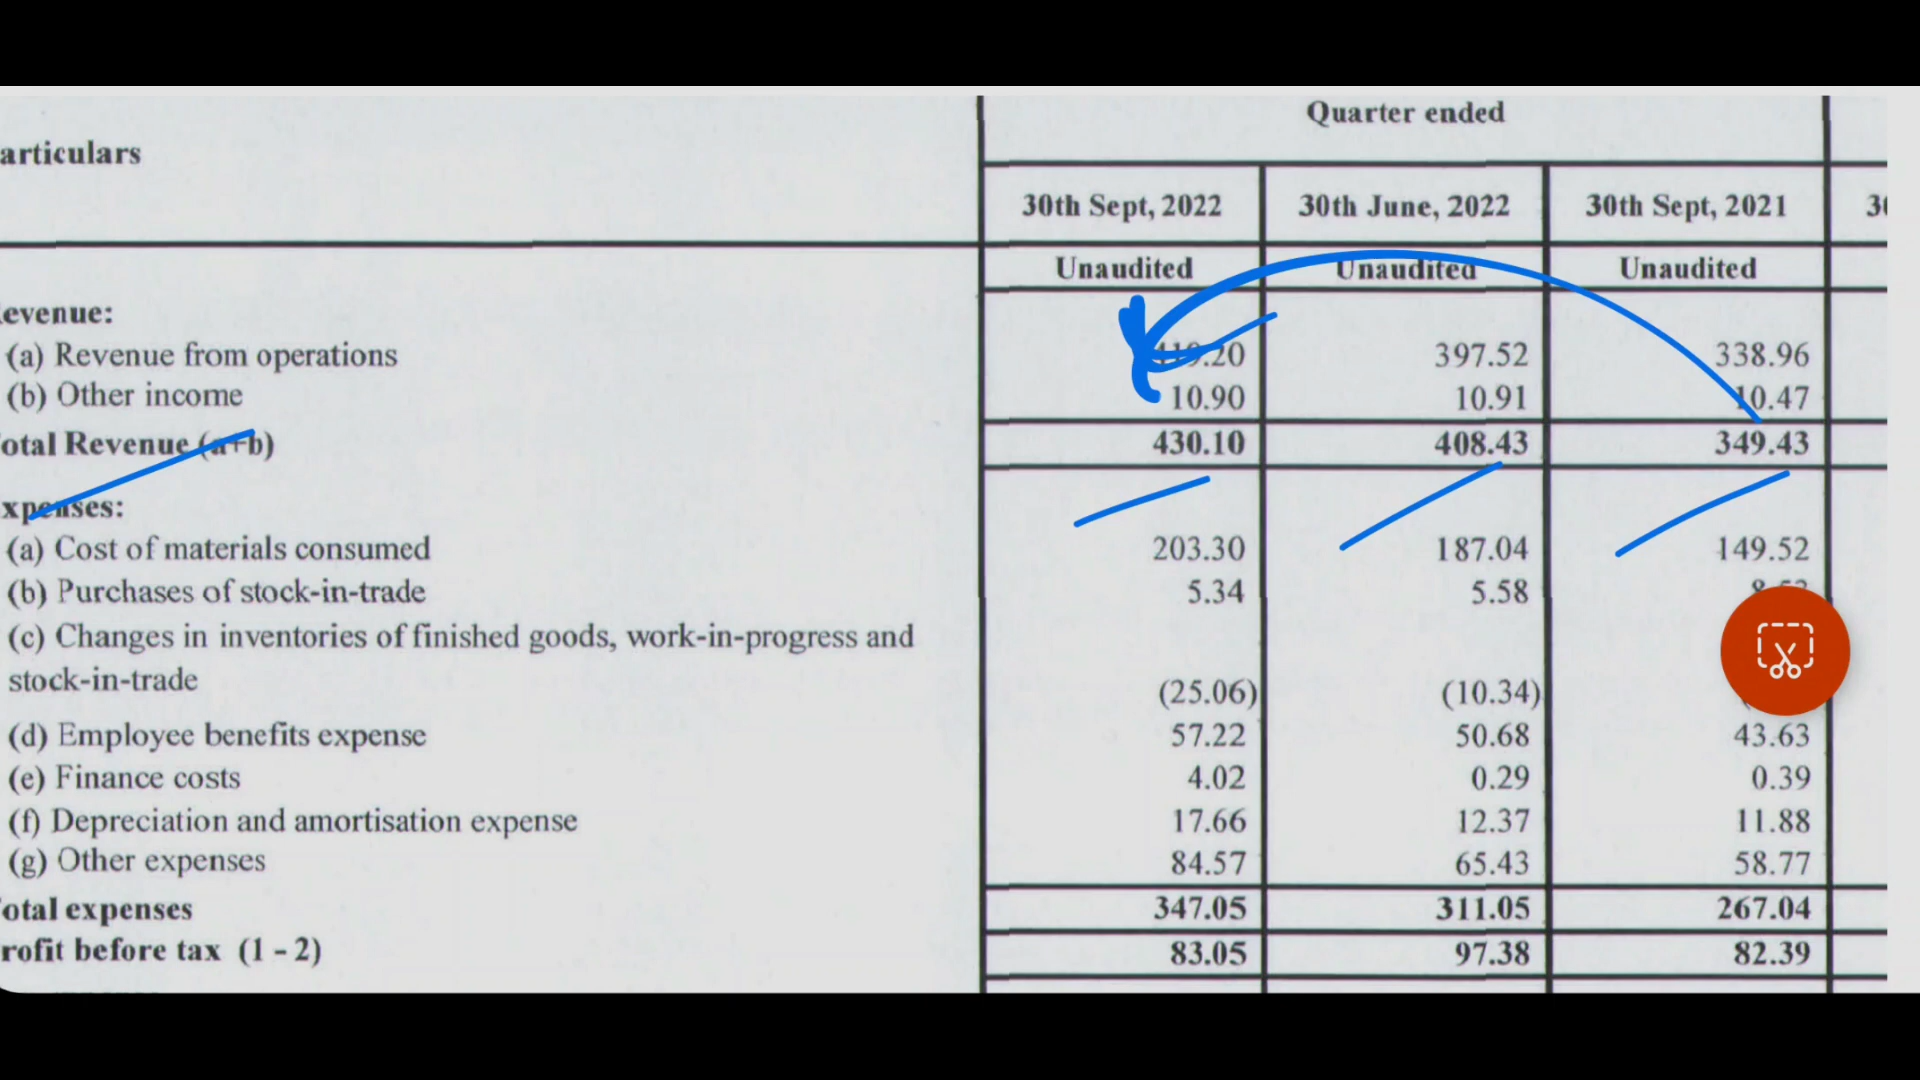 Quarter ended
articulars
30th Sept, 2022 30th June, 2022 30th Sept, 2021
Unaudited Unaudited Unaudited
evenue:
(a) Revenue from operations 419.20 397.52 338.96
(b) Other income 10.90 10.91 10.47
otal Revenue (a+b) 430.10 408.43 349.43
xpenses:
(a) Cost of materials consumed 203.30 187.04 149.52
(b) Purchases of stock-in-trade 5.34 5.58
(c) Changes in inventories of finished goods, work-in-progress and
stock-in-trade (25.06) (10.34)
(d) Employee benefits expense 57.22 50.68 43.63
(e) Finance costs 4.02 0.29 0.39
(f) Depreciation and amortisation expense 17.66 12.37 11.88
(g) Other expenses 84.57 65.43 58.77
otal expenses 347.05 311.05 267.04
rofit before tax (1 - 2) 83.05 97.38 82.39